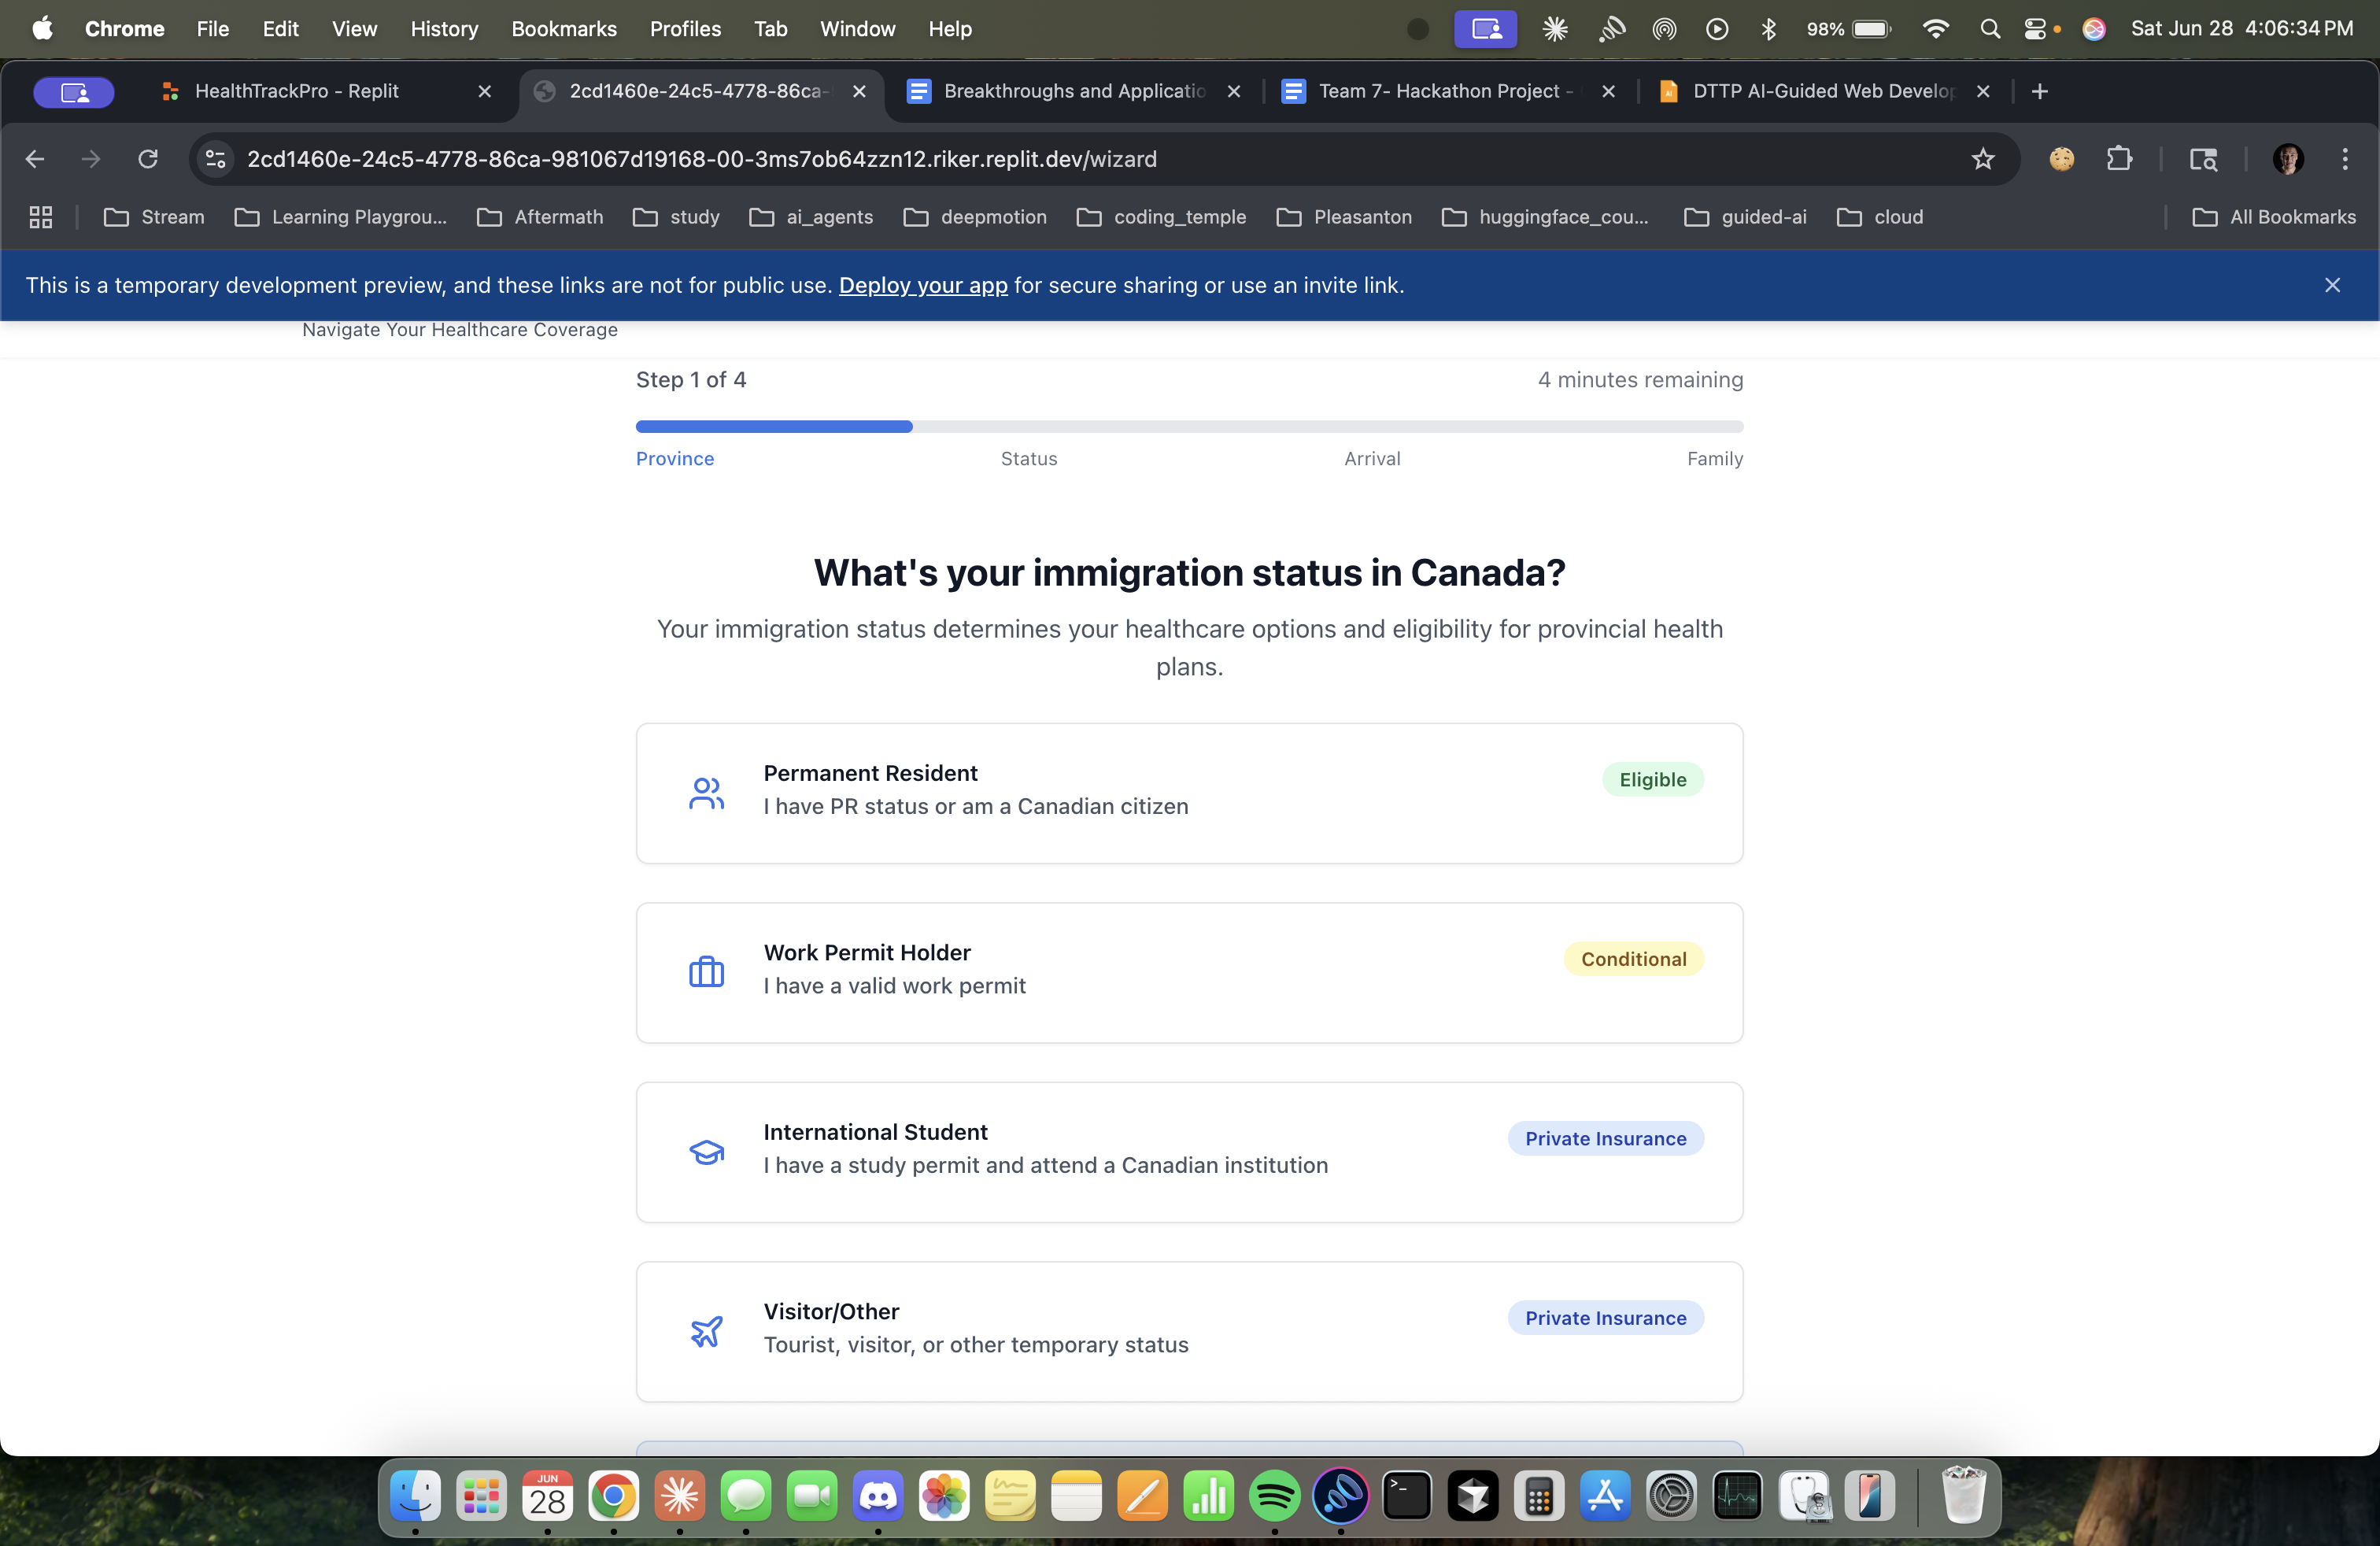 Chrome File Edit View History Bookmarks Profiles Tab Window Help 98% Sat Jun 28 4:06:34 PM
HealthTrackPro - Replit 2cd1460e-24c5-4778-86ca- Breakthroughs and Applicatio Team 7- Hackathon Project - DTTP AI-Guided Web Develop
2cd1460e-24c5-4778-86ca-981067d19168-00-3ms7ob64zzn12.riker.replit.dev/wizard
Stream Learning Playgrou... Aftermath study ai_agents deepmotion coding_temple Pleasanton huggingface_cou... guided-ai cloud All Bookmarks
This is a temporary development preview, and these links are not for public use. Deploy your app for secure sharing or use an invite link.
Navigate Your Healthcare Coverage
Step 1 of 4 4 minutes remaining
Province Status Arrival Family
What's your immigration status in Canada?
Your immigration status determines your healthcare options and eligibility for provincial health
plans.
Permanent Resident Eligible
I have PR status or am a Canadian citizen
Work Permit Holder Conditional
I have a valid work permit
International Student Private Insurance
I have a study permit and attend a Canadian institution
Visitor/Other Private Insurance
Tourist, visitor, or other temporary status
JUN
28